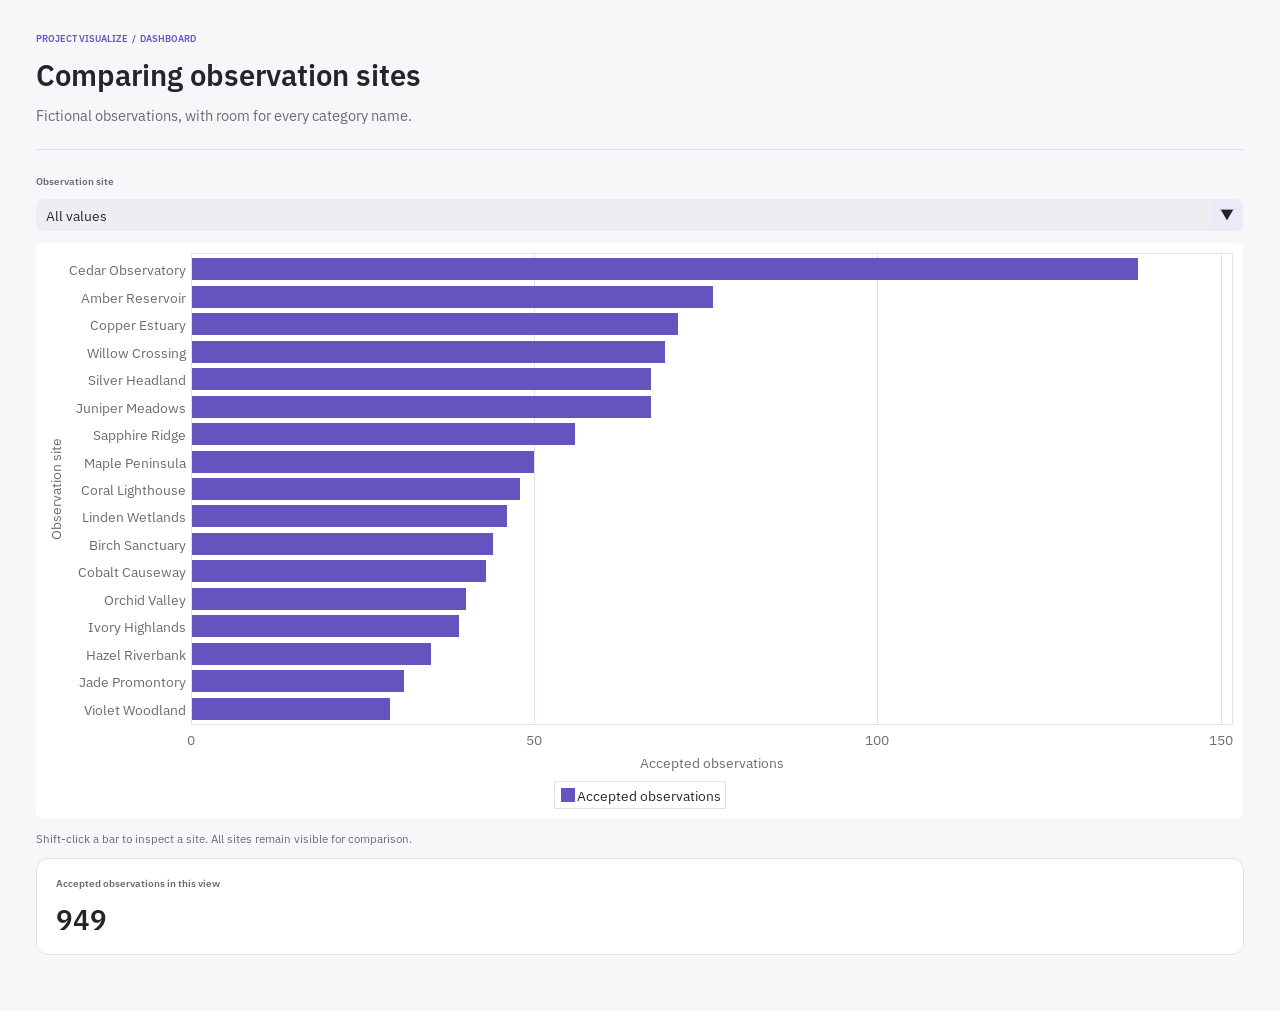 PROJECT VISUALIZE / DASHBOARD
Comparing observation sites
Fictional observations, with room for every category name.
Observation site
All values
Cedar Observatory
Amber Reservoir
Copper Estuary
Willow Crossing
Silver Headland
Juniper Meadows
Sapphire Ridge
Maple Peninsula
Coral Lighthouse
Linden Wetlands
Birch Sanctuary
Cobalt Causeway
Orchid Valley
Ivory Highlands
Hazel Riverbank
Jade Promontory
Violet Woodland
Observation site
0 50 100 150
Accepted observations
Accepted observations
Shift-click a bar to inspect a site. All sites remain visible for comparison.
Accepted observations in this view
949